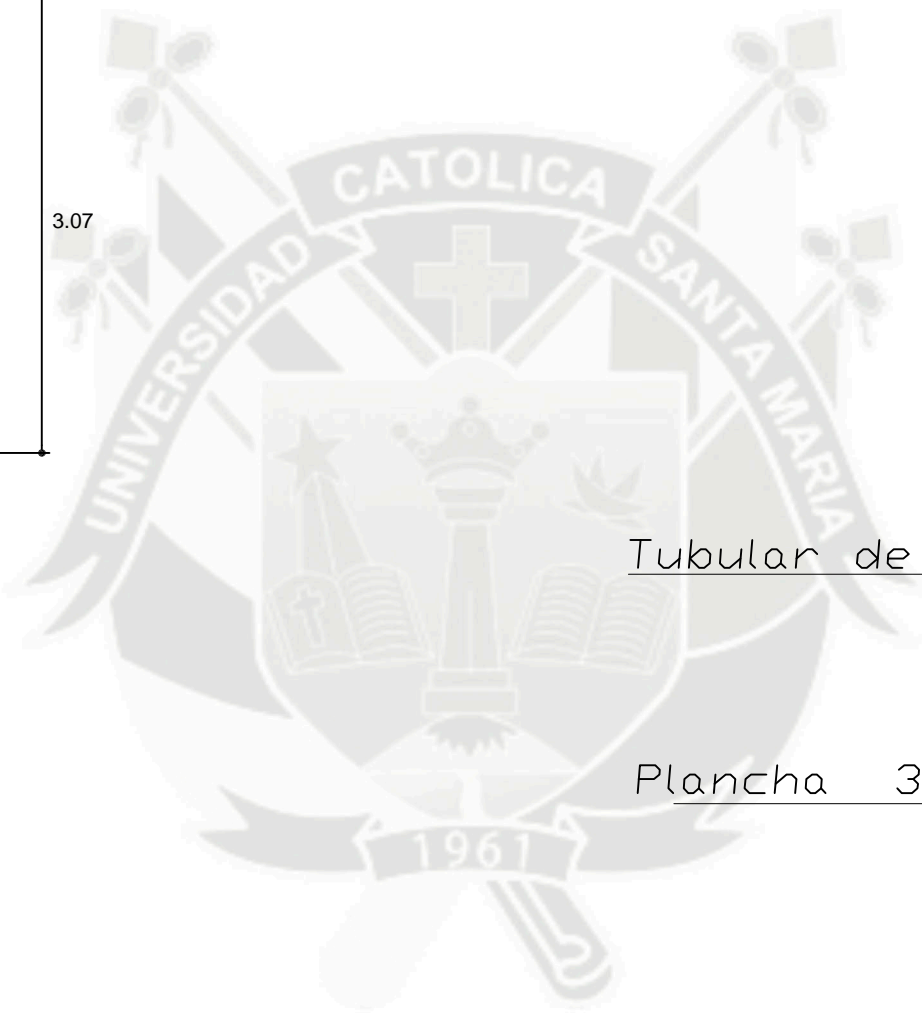 CATOLICA
3.07
UNIVERSIDAD
SANTA MARIA
Tubular de
Plancha 3
1961